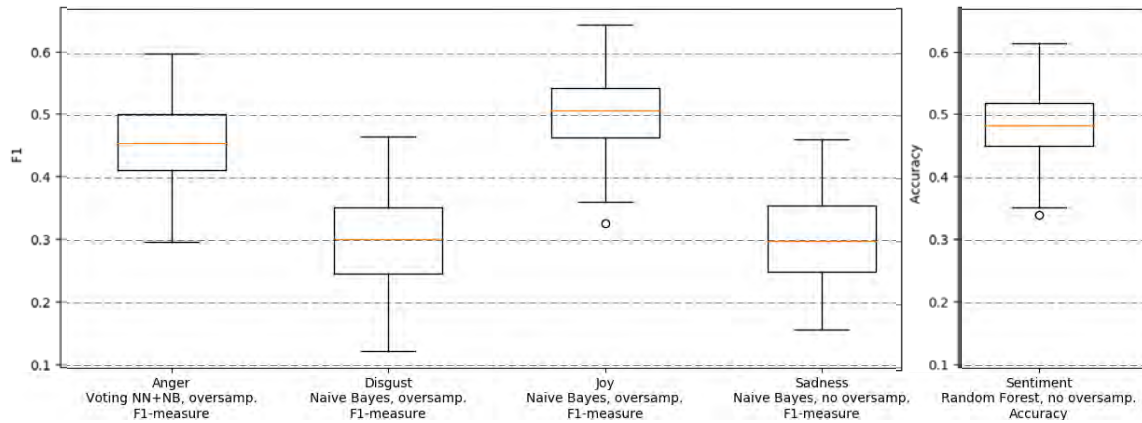 0.6
0.5
0.4
0.3
0.2
0.1
F1
Anger
Voting NN+NB, oversamp.
F1-measure
Disgust
Naive Bayes, oversamp.
F1-measure
Joy
Naive Bayes, oversamp.
F1-measure
Sadness
Naive Bayes, no oversamp.
F1-measure
0.6
0.5
0.4
0.3
0.2
0.1
Accuracy
Sentiment
Random Forest, no oversamp.
Accuracy